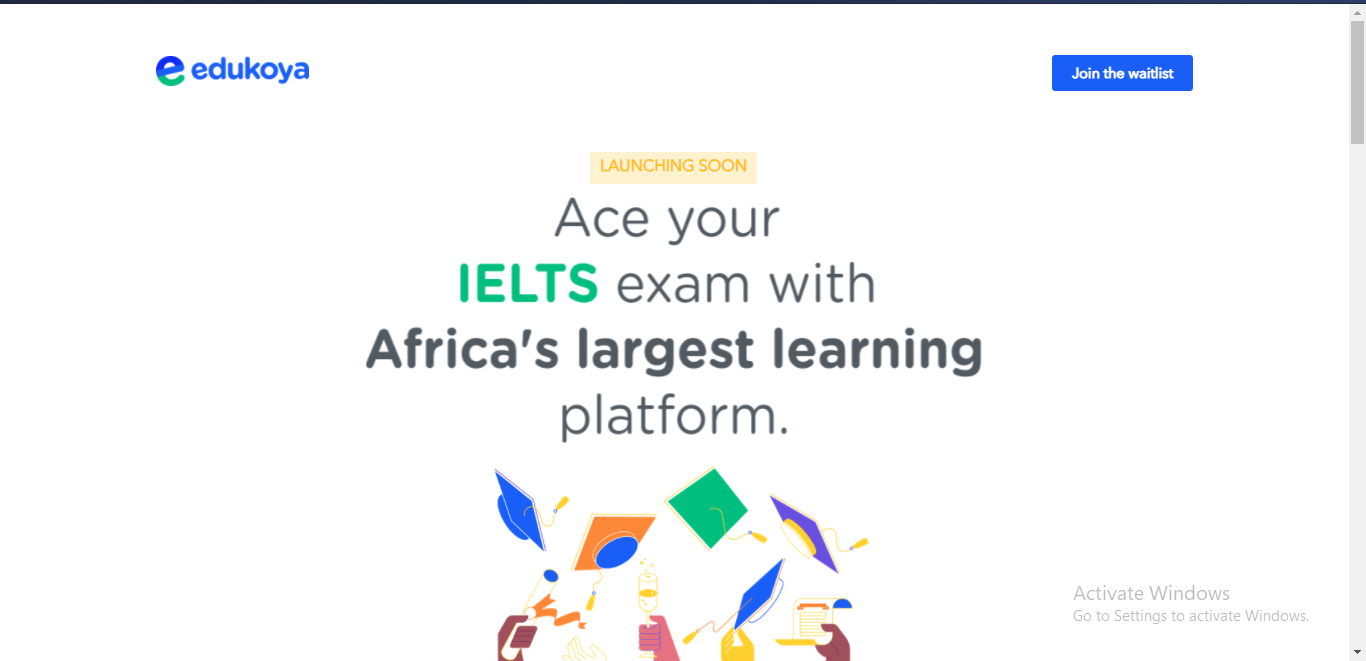 edukoya
Join the waitlist
LAUNCHING SOON
Ace your
IELTS exam with
Africa's largest learning
platform.
Activate Windows
Go to Settings to activate Windows.